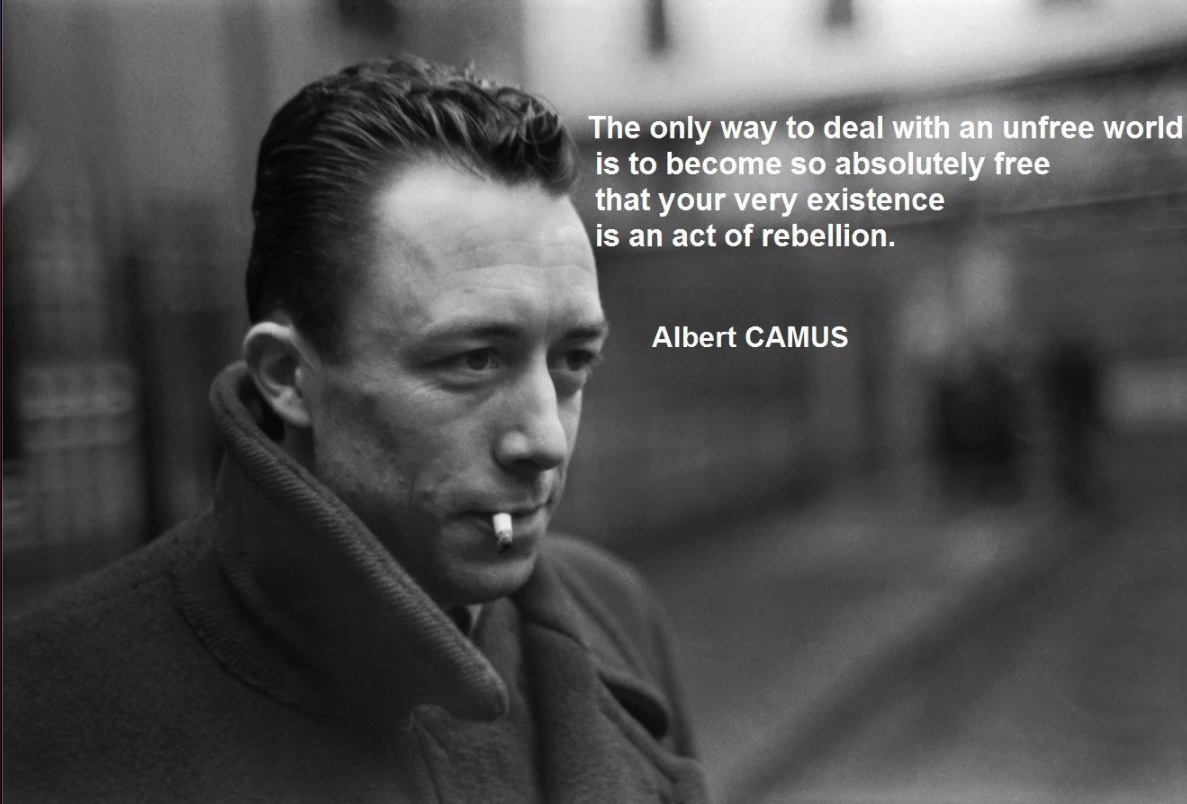 The only way to deal with an unfree world
is to become so absolutely free
that your very existence
is an act of rebellion.
Albert CAMUS